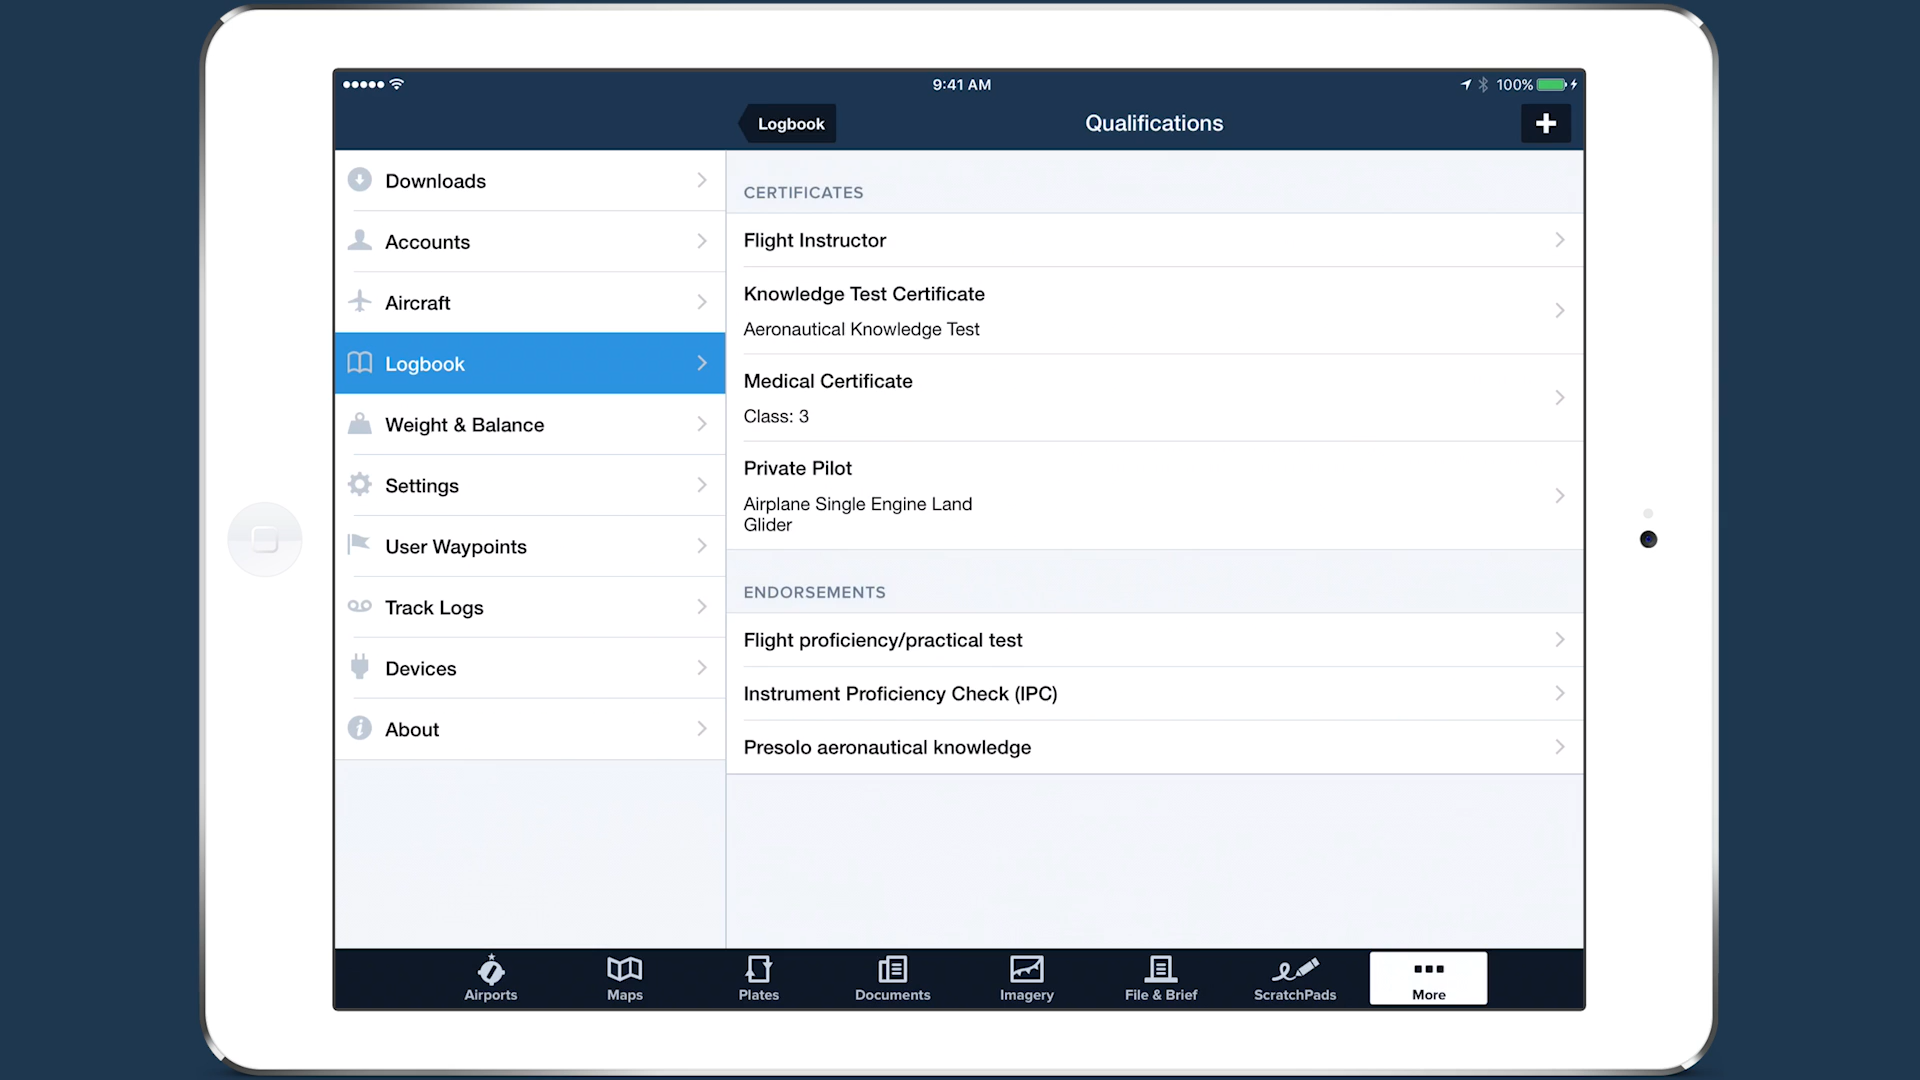 9:41 AM
100%
Logbook
Qualifications
Downloads
Accounts
Aircraft
Logbook
Weight & Balance
Settings
User Waypoints
Track Logs
Devices
About
CERTIFICATES
Flight Instructor
Knowledge Test Certificate
Aeronautical Knowledge Test
Medical Certificate
Class: 3
Private Pilot
Airplane Single Engine Land
Glider
ENDORSEMENTS
Flight proficiency/practical test
Instrument Proficiency Check (IPC)
Presolo aeronautical knowledge
Airports
Maps
Plates
Documents
Imagery
File & Brief
ScratchPads
More